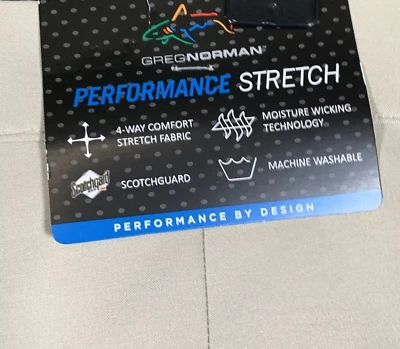 GREGNORMAN
PERFORMANCE STRETCH
4-WAY COMFORT
STRETCH FABRIC
MOISTURE WICKING
TECHNOLOGY
Scotchgard
SCOTCHGUARD
MACHINE WASHABLE
PERFORMANCE BY DESIGN